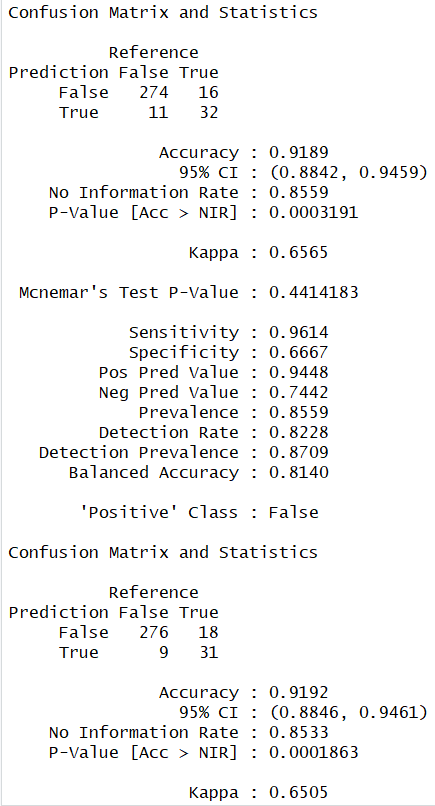 Confusion Matrix and Statistics
Reference
Prediction False True
False 274 16
True 11 32
Accuracy : 0.9189
95% CI : (0.8842, 0.9459)
No Information Rate : 0.8559
P-Value [Acc > NIR] : 0.0003191
Kappa : 0.6565
Mcnemar's Test P-Value : 0.4414183
Sensitivity : 0.9614
Specificity : 0.6667
Pos Pred Value : 0.9448
Neg Pred Value : 0.7442
Prevalence : 0.8559
Detection Rate : 0.8228
Detection Prevalence : 0.8709
Balanced Accuracy : 0.8140
'Positive' Class : False
Confusion Matrix and Statistics
Reference
Prediction False True
False 276 18
True 9 31
Accuracy : 0.9192
95% CI : (0.8846, 0.9461)
No Information Rate : 0.8533
P-Value [Acc > NIR] : 0.0001863
Kappa : 0.6505